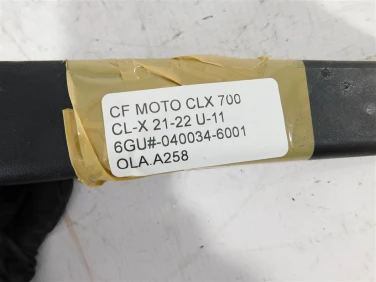 CF MOTO CLX 700
CL-X 21-22 U-11
6GU#-040034-6001
OLA.A258